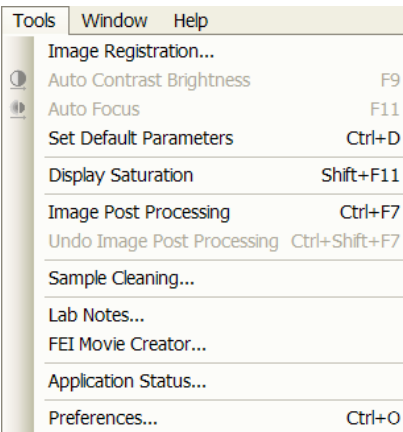 Tools Window Help
Image Registration...
Auto Contrast Brightness F9
Auto Focus F11
Set Default Parameters Ctrl+D
Display Saturation Shift+F11
Image Post Processing Ctrl+F7
Undo Image Post Processing Ctrl+Shift+F7
Sample Cleaning...
Lab Notes...
FEI Movie Creator...
Application Status...
Preferences... Ctrl+O